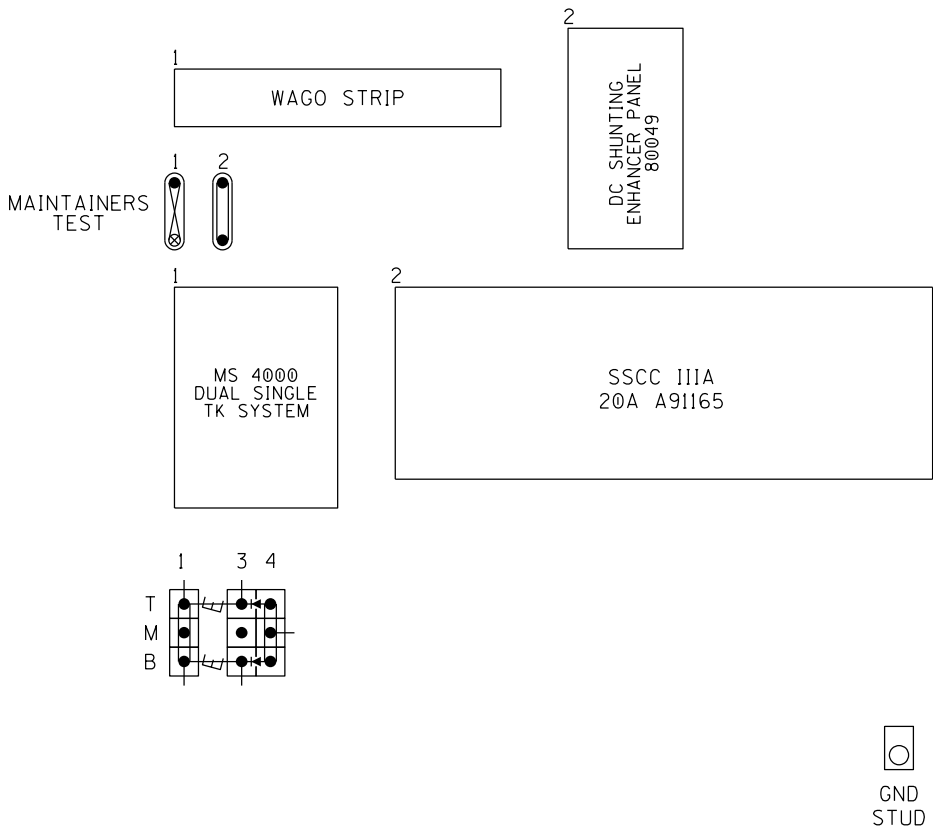 2
1
WAGO STRIP
DC SHUNTING
ENHANCER PANEL
80049
1 2
MAINTAINERS
TEST
1
2
MS 4000
DUAL SINGLE
TK SYSTEM
SSCC IIIA
20A A91165
1 3 4
T
M
B
GND
STUD